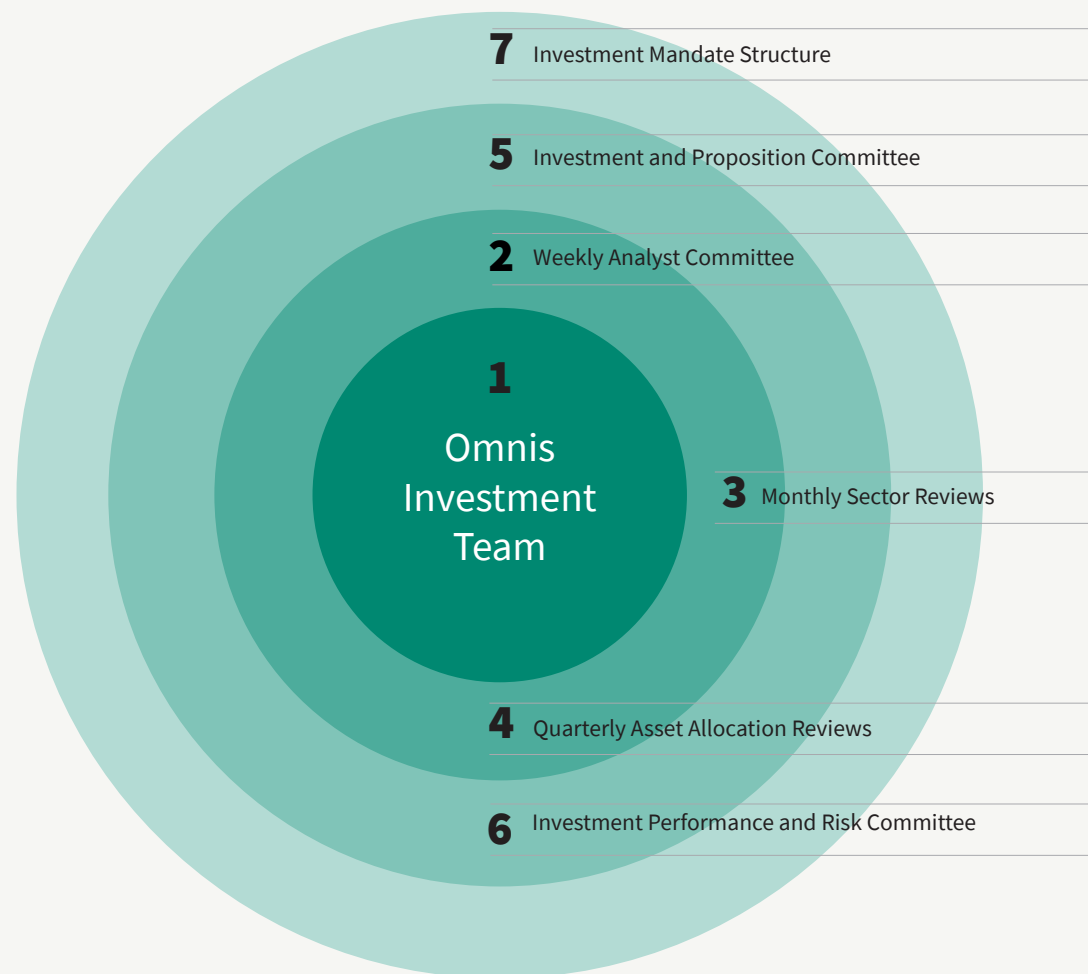 7 Investment Mandate Structure
5 Investment and Proposition Committee
2 Weekly Analyst Committee
1
Omnis
Investment
Team
3 Monthly Sector Reviews
4 Quarterly Asset Allocation Reviews
6 Investment Performance and Risk Committee